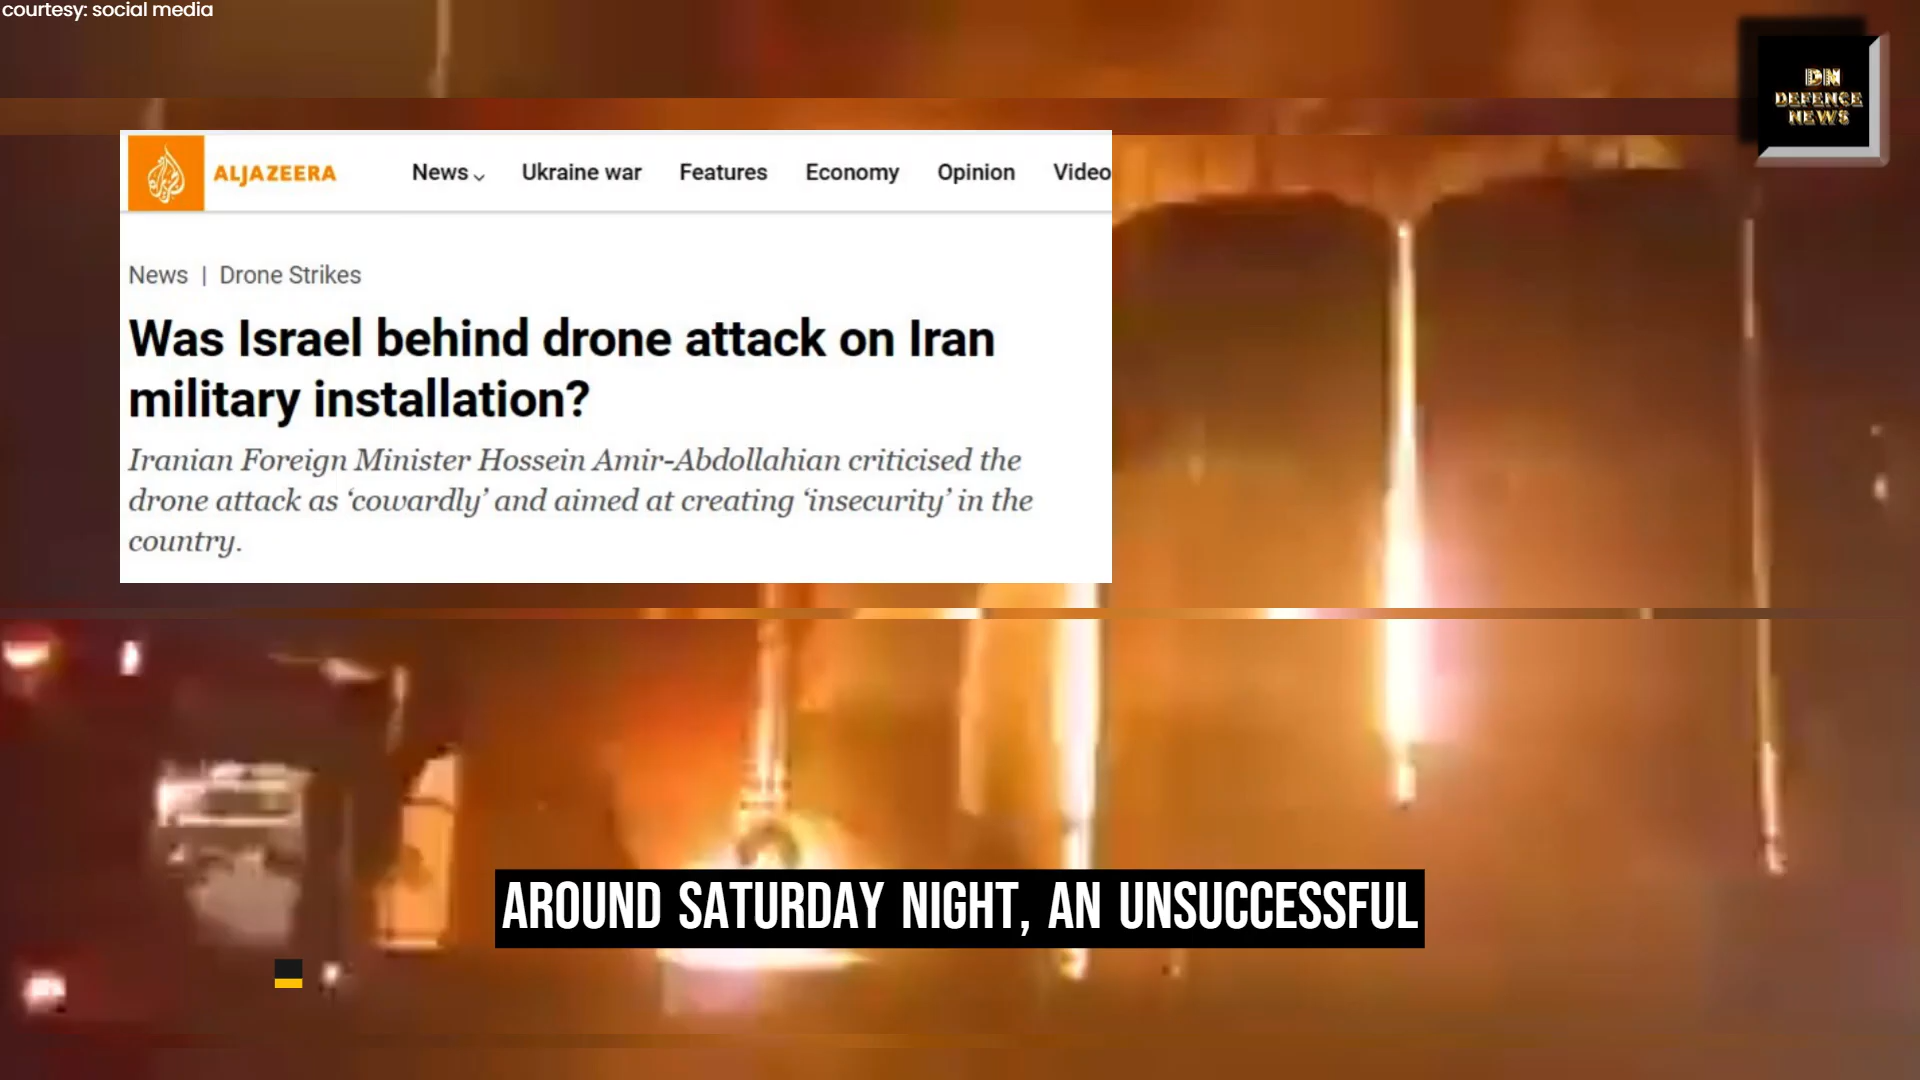 courtesy: social media
DN
DEFENCE
NEWS
ALJAZEERA
News Ukraine war Features Economy Opinion Video
News | Drone Strikes
Was Israel behind drone attack on Iran
military installation?
Iranian Foreign Minister Hossein Amir-Abdollahian criticised the
drone attack as ‘cowardly’ and aimed at creating ‘insecurity’ in the
country.
AROUND SATURDAY NIGHT, AN UNSUCCESSFUL